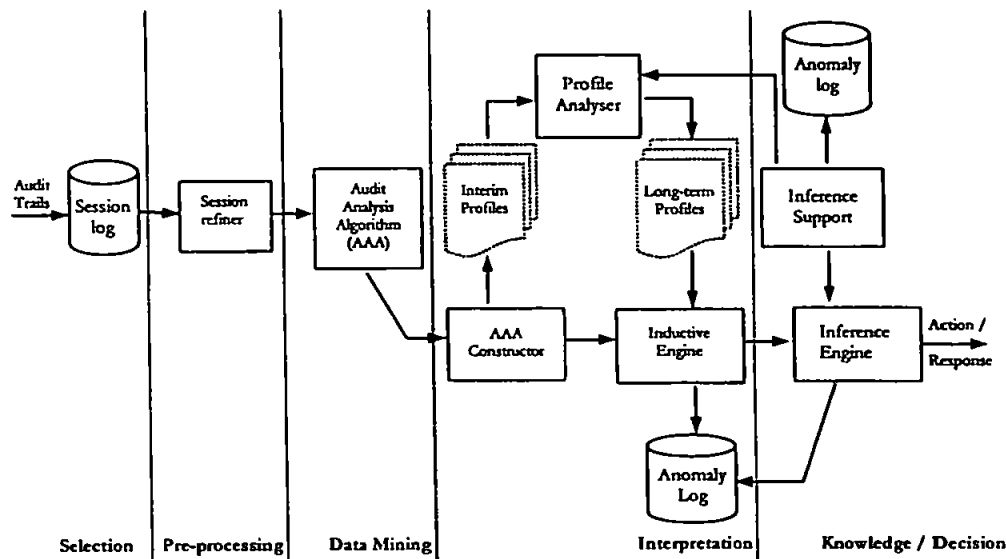 Audit
Trails
Session
log
Session
refiner
Audit
Analysis
Algorithm
(AAA)
Interim
Profiles
Profile
Analyser
Long-term
Profiles
Anomaly
log
Inference
Support
AAA
Constructor
Inductive
Engine
Inference
Engine
Action /
Response
Anomaly
Log
Selection
Pre-processing
Data Mining
Interpretation
Knowledge / Decision